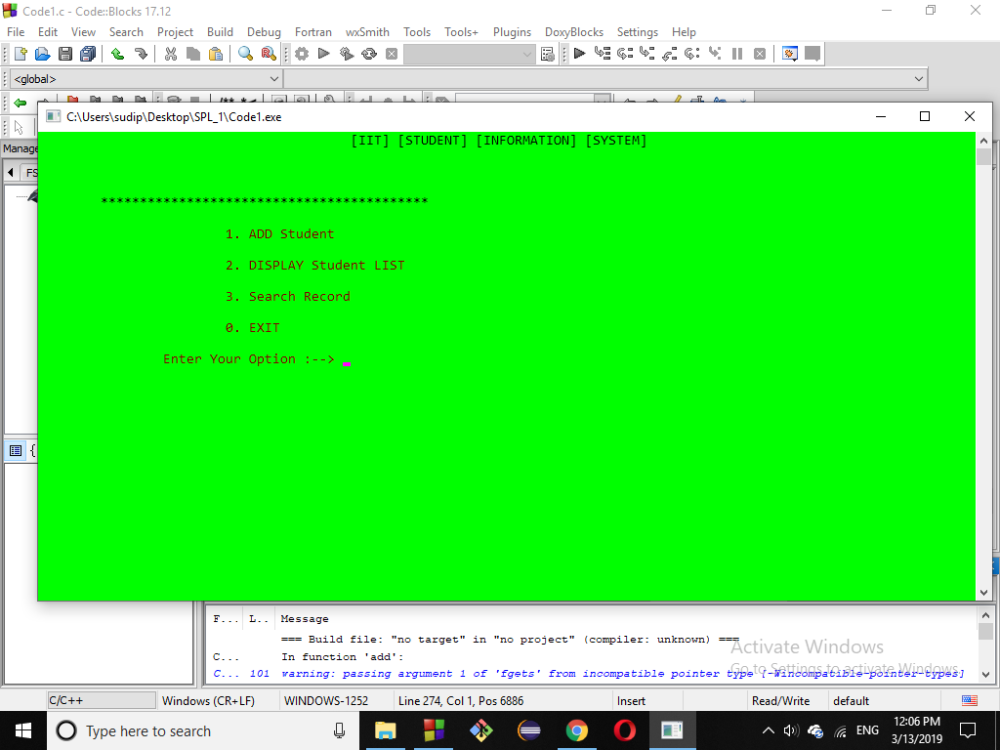 Code1.c - Code::Blocks 17.12
File Edit View Search Project Build Debug Fortran wxSmith Tools Tools+ Plugins DoxyBlocks Settings Help
<global>
C:\Users\sudip\Desktop\SPL_1\Code1.exe
Manage
FS
[IIT] [STUDENT] [INFORMATION] [SYSTEM]
******************************************
1. ADD Student
2. DISPLAY Student LIST
3. Search Record
0. EXIT
Enter Your Option :-->
F... L.. Message
=== Build file: "no target" in "no project" (compiler: unknown) ===
C... In function 'add':
C... 101 warning: passing argument 1 of 'fgets' from incompatible pointer type [-Wincompatible-pointer-types]
Activate Windows
Go to Settings to activate Windows.
C/C++ Windows (CR+LF) WINDOWS-1252 Line 274, Col 1, Pos 6886 Insert Read/Write default
Type here to search
ENG
12:06 PM
3/13/2019